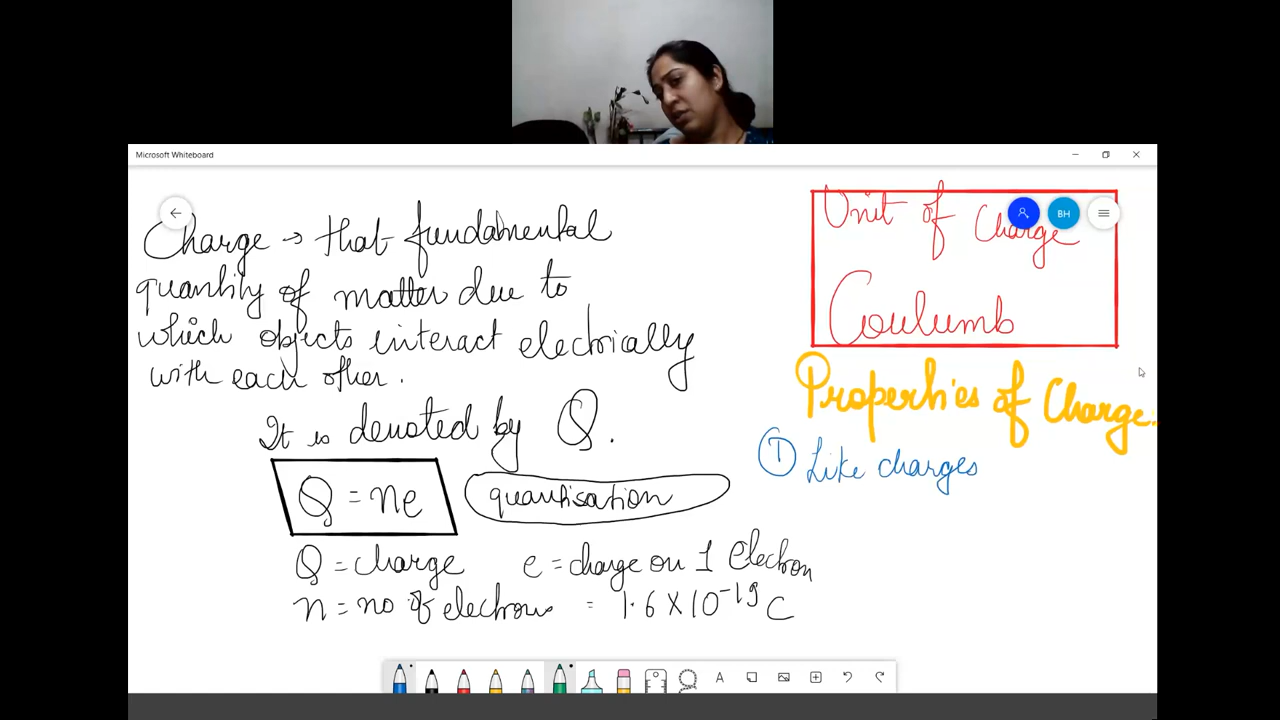 Microsoft Whiteboard
Charge → that fundamental
quantity of matter due to
which objects interact electrically
with each other.
It is denoted by Q.
Q = ne
quantisation
Q = charge
e = charge on 1 electron
n = no of electrons
= 1.6 X 10⁻¹⁹ C
Unit of Charge
BH
Coulumb
Properties of Charge:
① Like charges
A